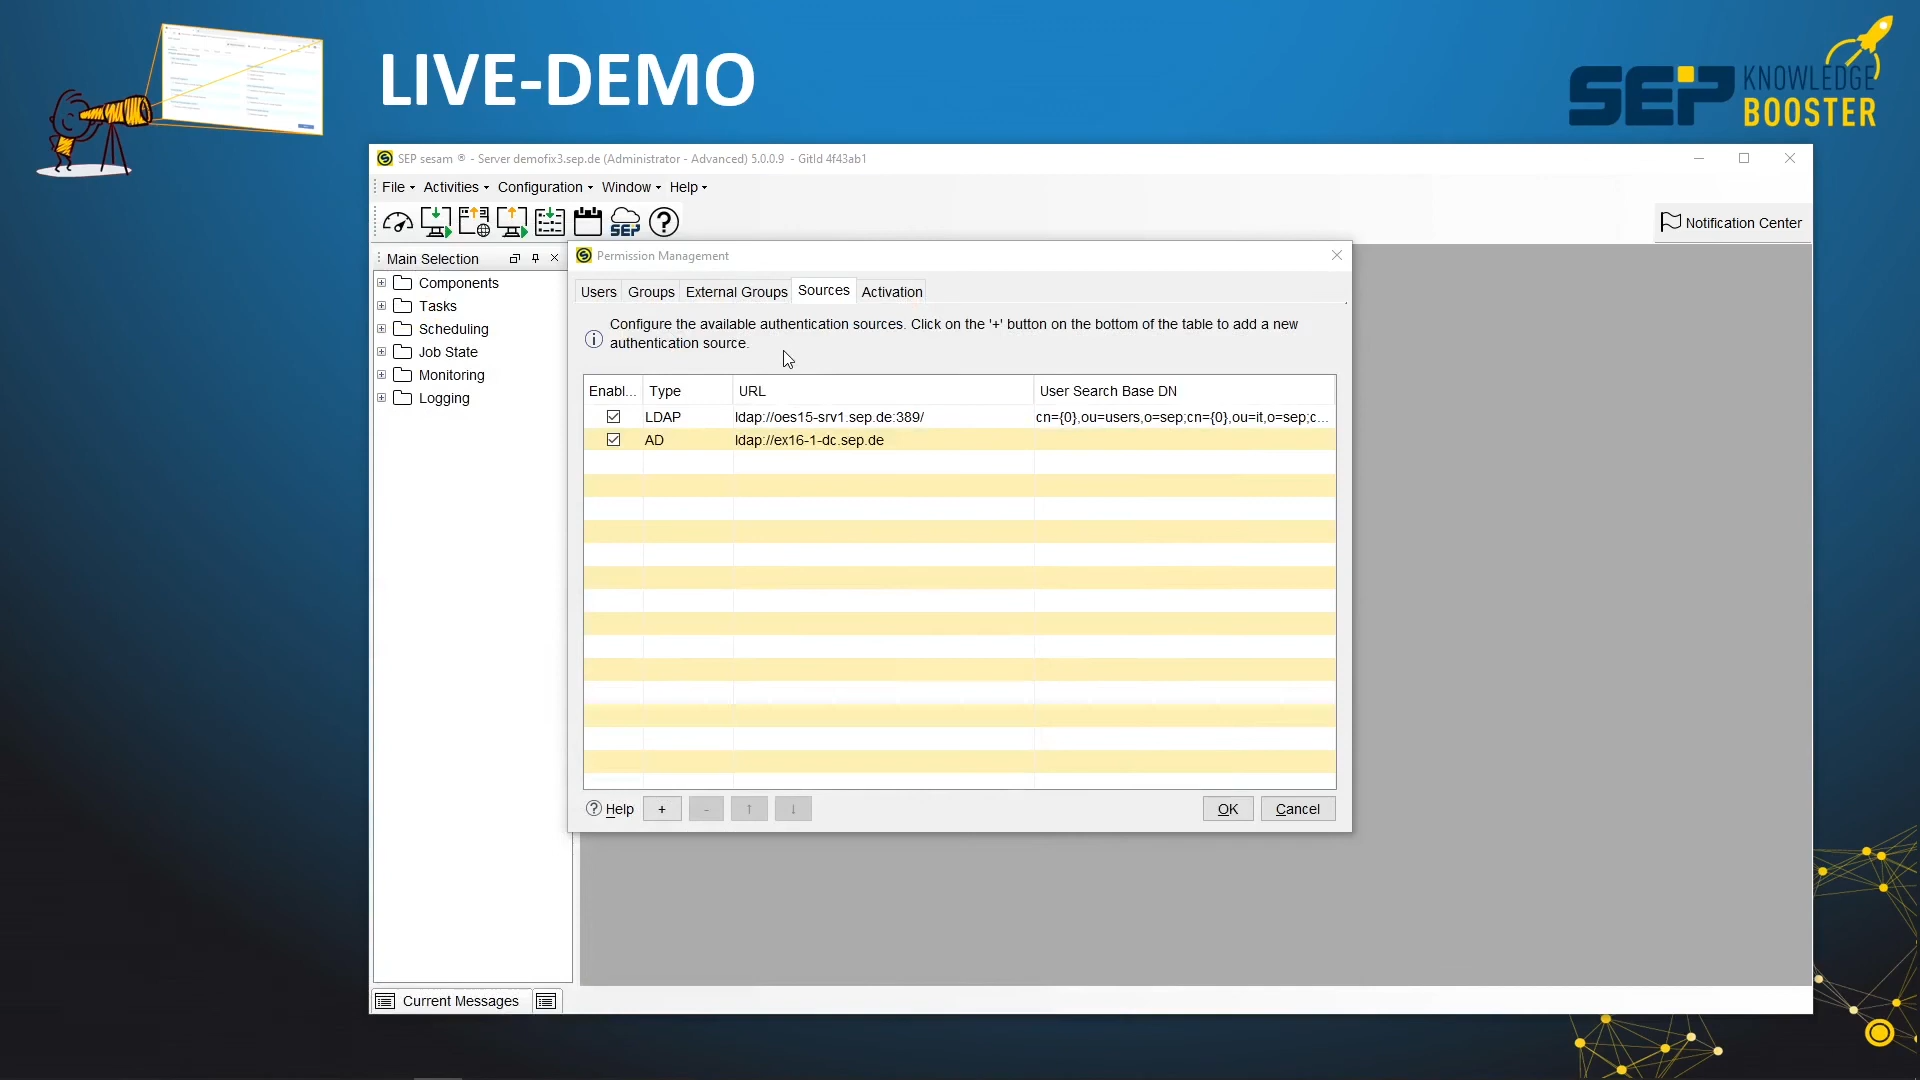 LIVE-DEMO
SEP KNOWLEDGE
BOOSTER
SEP sesam ® - Server demofix3.sep.de (Administrator - Advanced) 5.0.0.9 - GitId 4f43ab1
File Activities Configuration Window Help
SEP
Notification Center
Main Selection
Components
Tasks
Scheduling
Job State
Monitoring
Logging
Permission Management
Users Groups External Groups Sources Activation
Configure the available authentication sources. Click on the '+' button on the bottom of the table to add a new
authentication source.
Enabl... Type URL User Search Base DN
LDAP ldap://oes15-srv1.sep.de:389/ cn={0},ou=users,o=sep;cn={0},ou=it,o=sep;c...
AD ldap://ex16-1-dc.sep.de
Help + - ↑ ↓ OK Cancel
Current Messages